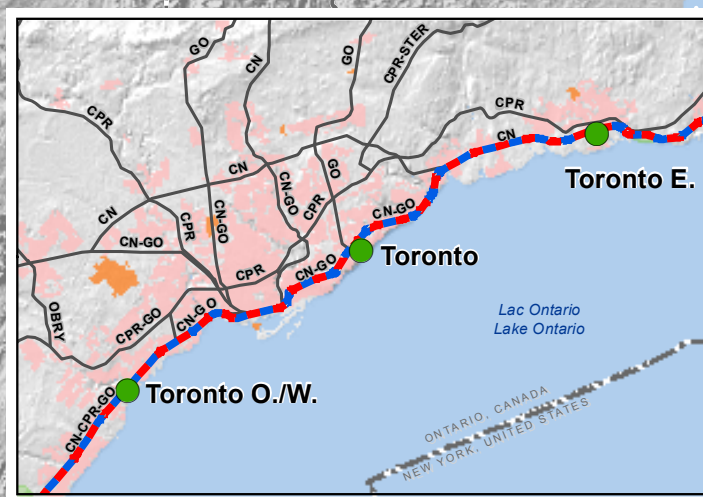 GO
CN
GO
CPR-STER
CPR
CPR
CN
CN
GO
CN-GO
CPR
CN-GO
CN
CPR
CN-GO
CN-GO
Toronto E.
Toronto
CPR
CN-GO
OBRY
CPR-GO
CN-GO
Lac Ontario
Lake Ontario
Toronto O./W.
CN-CPR-GO
ONTARIO, CANADA
NEW YORK, UNITED STATES